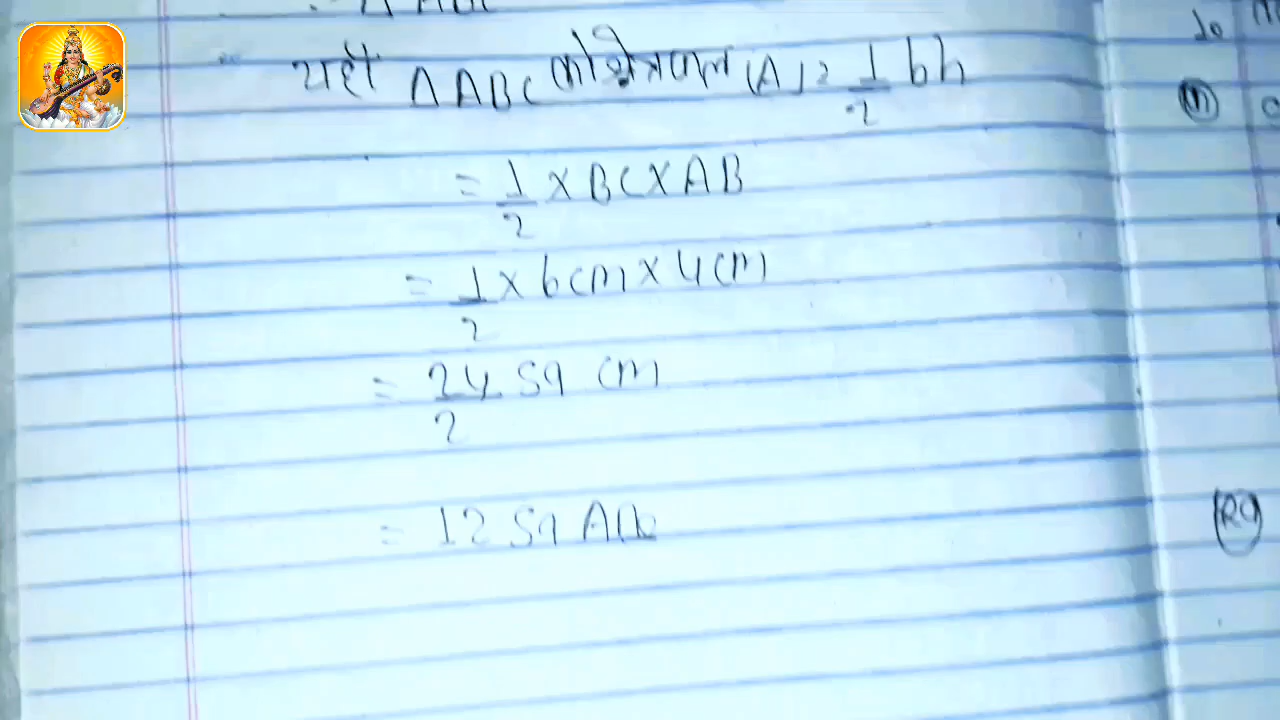 Δ ABC
यहाँ Δ ABC को क्षेत्रफल (A) = 1/2 bh
= 1/2 × BC × AB
= 1/2 × 6cm × 4cm
= 24/2 sq cm
= 12 sq